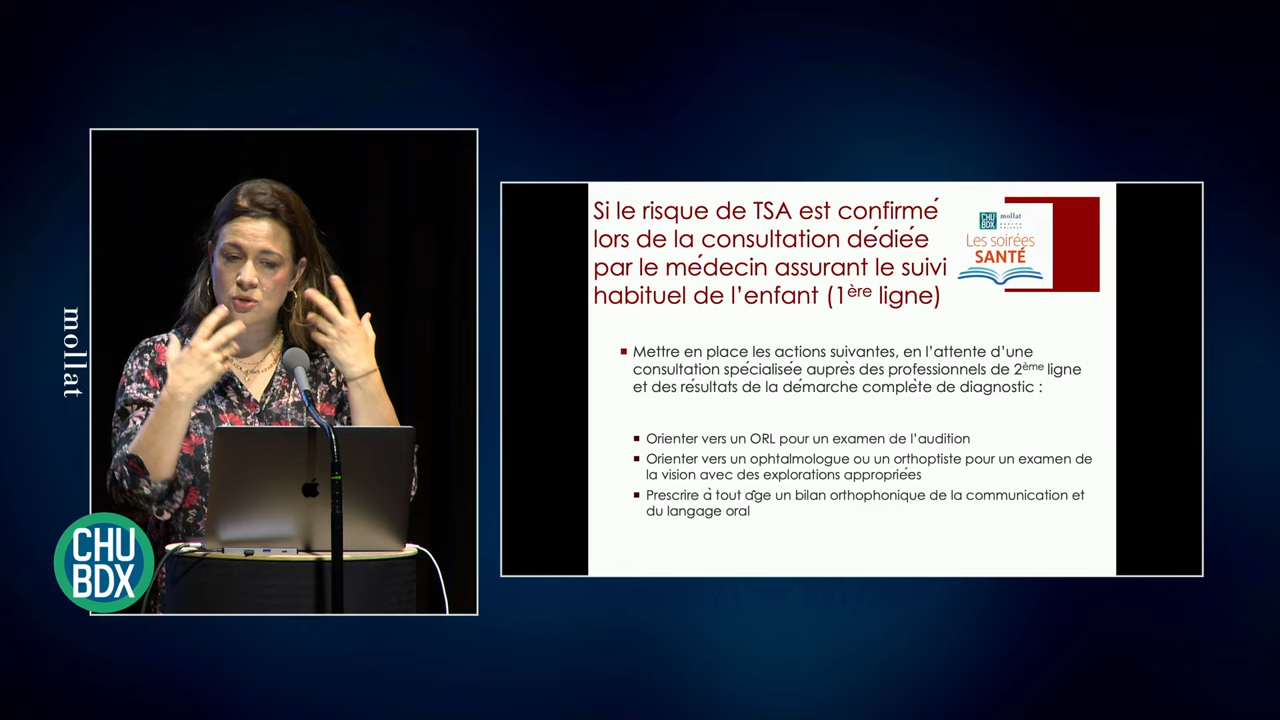 mollat
CHU
BDX
Si le risque de TSA est confirmé
lors de la consultation dédiée
par le médecin assurant le suivi
habituel de l'enfant (1ère ligne)
CHU
BDX
mollat
Les soirées
SANTÉ
Mettre en place les actions suivantes, en l'attente d'une
consultation spécialisée auprès des professionnels de 2ème ligne
et des résultats de la démarche complète de diagnostic :
Orienter vers un ORL pour un examen de l'audition
Orienter vers un ophtalmologue ou un orthoptiste pour un examen de
la vision avec des explorations appropriées
Prescrire à tout âge un bilan orthophonique de la communication et
du langage oral